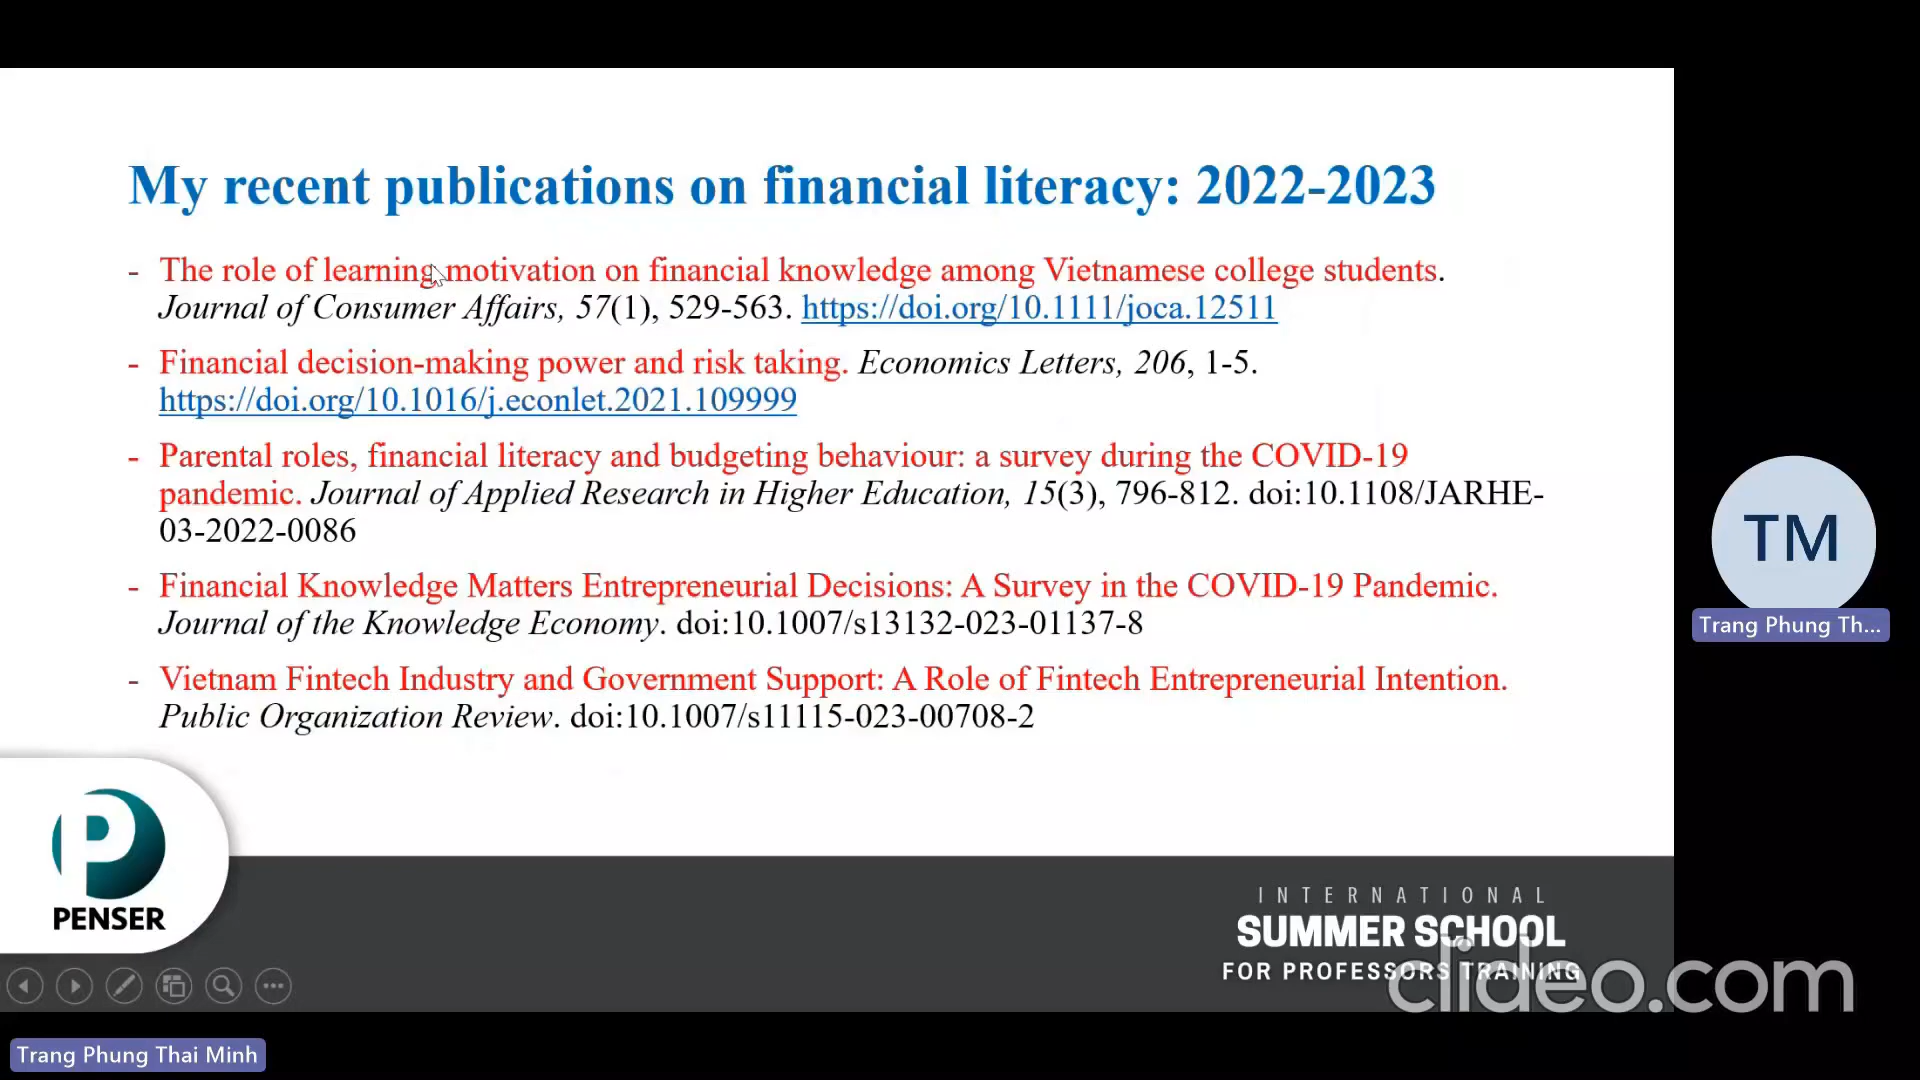 My recent publications on financial literacy: 2022-2023
- The role of learning motivation on financial knowledge among Vietnamese college students.
Journal of Consumer Affairs, 57(1), 529-563. https://doi.org/10.1111/joca.12511
- Financial decision-making power and risk taking. Economics Letters, 206, 1-5.
https://doi.org/10.1016/j.econlet.2021.109999
- Parental roles, financial literacy and budgeting behaviour: a survey during the COVID-19
pandemic. Journal of Applied Research in Higher Education, 15(3), 796-812. doi:10.1108/JARHE-
03-2022-0086
- Financial Knowledge Matters Entrepreneurial Decisions: A Survey in the COVID-19 Pandemic.
Journal of the Knowledge Economy. doi:10.1007/s13132-023-01137-8
- Vietnam Fintech Industry and Government Support: A Role of Fintech Entrepreneurial Intention.
Public Organization Review. doi:10.1007/s11115-023-00708-2
TM
Trang Phung Th...
P
PENSER
INTERNATIONAL
SUMMER SCHOOL
FOR PROFESSORS TRAINING
clideo.com
Trang Phung Thai Minh